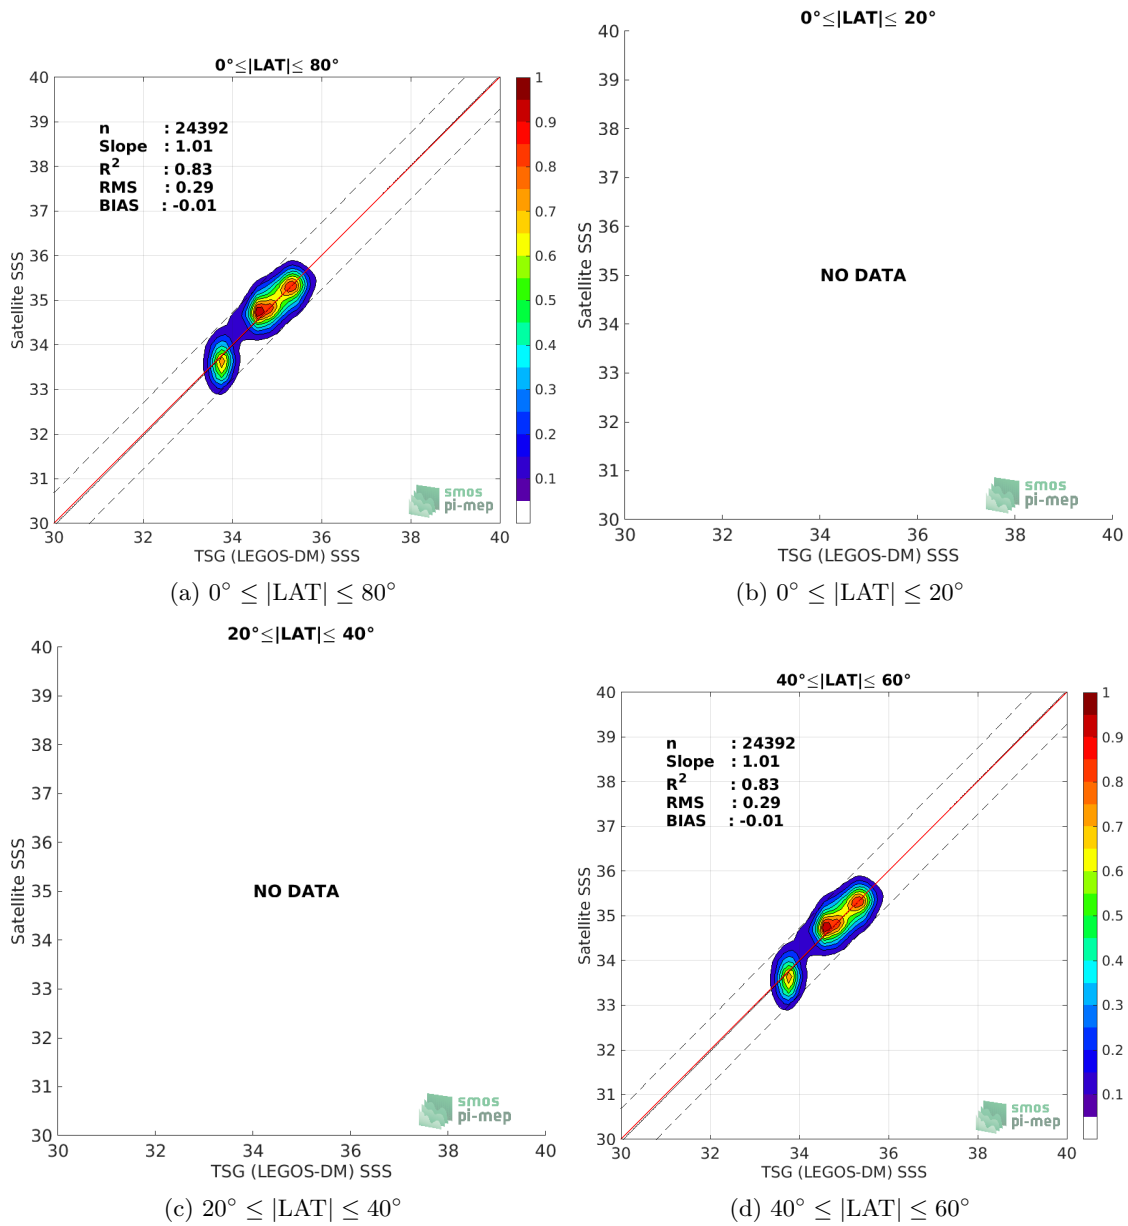 0°≤|LAT|≤ 80°
40
39
38
37
36
35
34
33
32
31
30
n : 24392
Slope : 1.01
R² : 0.83
RMS : 0.29
BIAS : -0.01
Satellite SSS
30 32 34 36 38 40
TSG (LEGOS-DM) SSS
1
0.9
0.8
0.7
0.6
0.5
0.4
0.3
0.2
0.1
smos
pi-mep
(a) 0° ≤ |LAT| ≤ 80°
0°≤|LAT|≤ 20°
40
39
38
37
36
35
34
33
32
31
30
Satellite SSS
NO DATA
smos
pi-mep
30 32 34 36 38 40
TSG (LEGOS-DM) SSS
(b) 0° ≤ |LAT| ≤ 20°
20°≤|LAT|≤ 40°
40
39
38
37
36
35
34
33
32
31
30
Satellite SSS
NO DATA
smos
pi-mep
30 32 34 36 38 40
TSG (LEGOS-DM) SSS
(c) 20° ≤ |LAT| ≤ 40°
40°≤|LAT|≤ 60°
40
39
38
37
36
35
34
33
32
31
30
n : 24392
Slope : 1.01
R² : 0.83
RMS : 0.29
BIAS : -0.01
Satellite SSS
30 32 34 36 38 40
TSG (LEGOS-DM) SSS
1
0.9
0.8
0.7
0.6
0.5
0.4
0.3
0.2
0.1
smos
pi-mep
(d) 40° ≤ |LAT| ≤ 60°